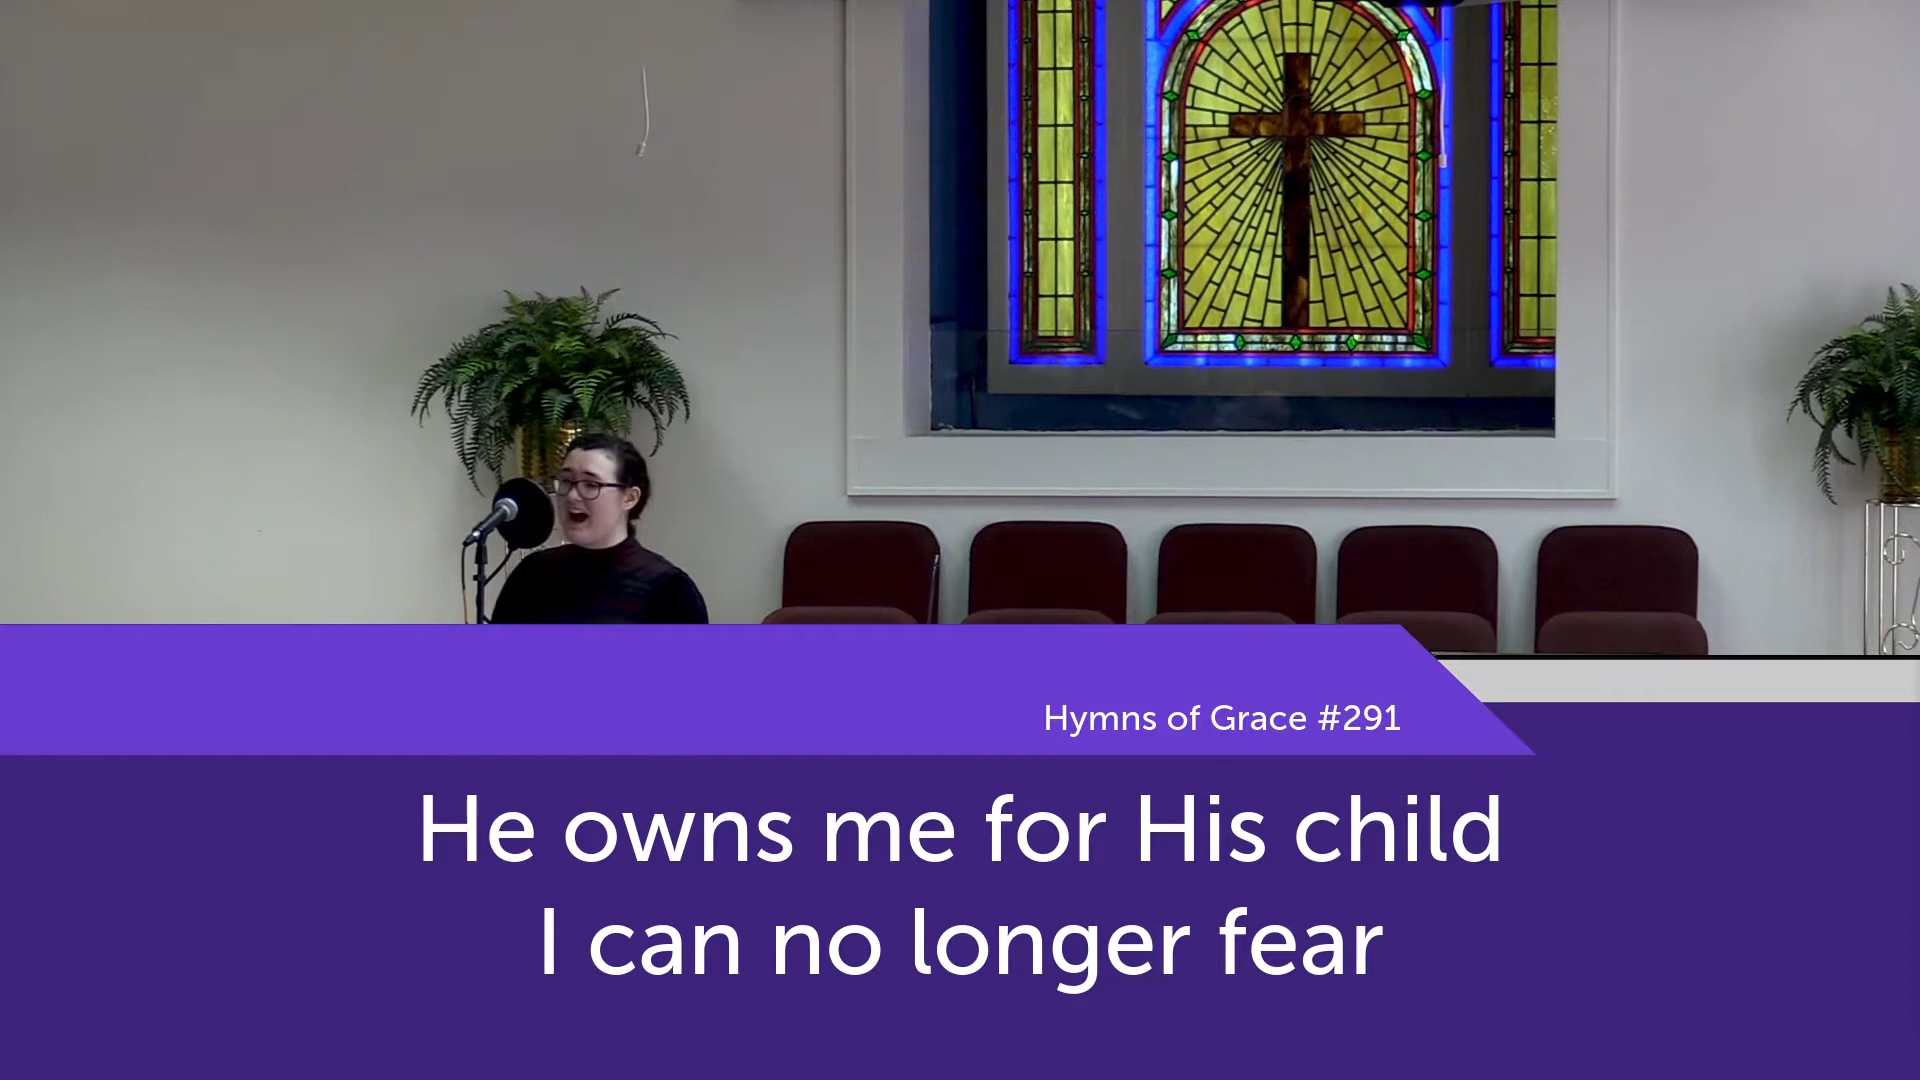 Hymns of Grace #291
He owns me for His child
I can no longer fear